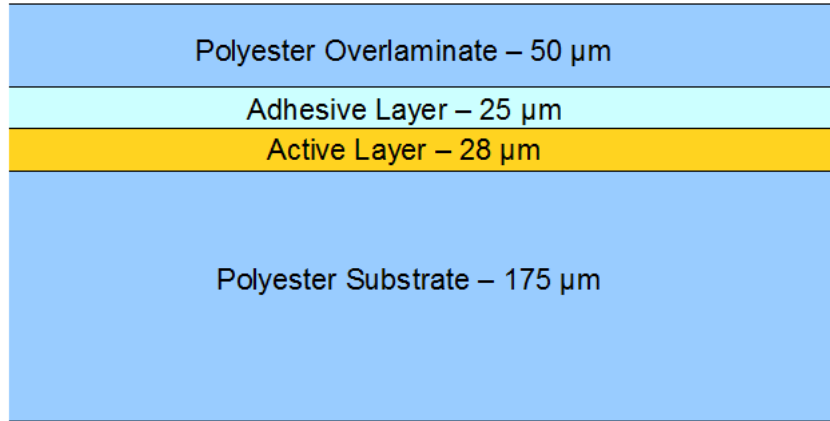 Polyester Overlaminate – 50 µm
Adhesive Layer – 25 µm
Active Layer – 28 µm
Polyester Substrate – 175 µm